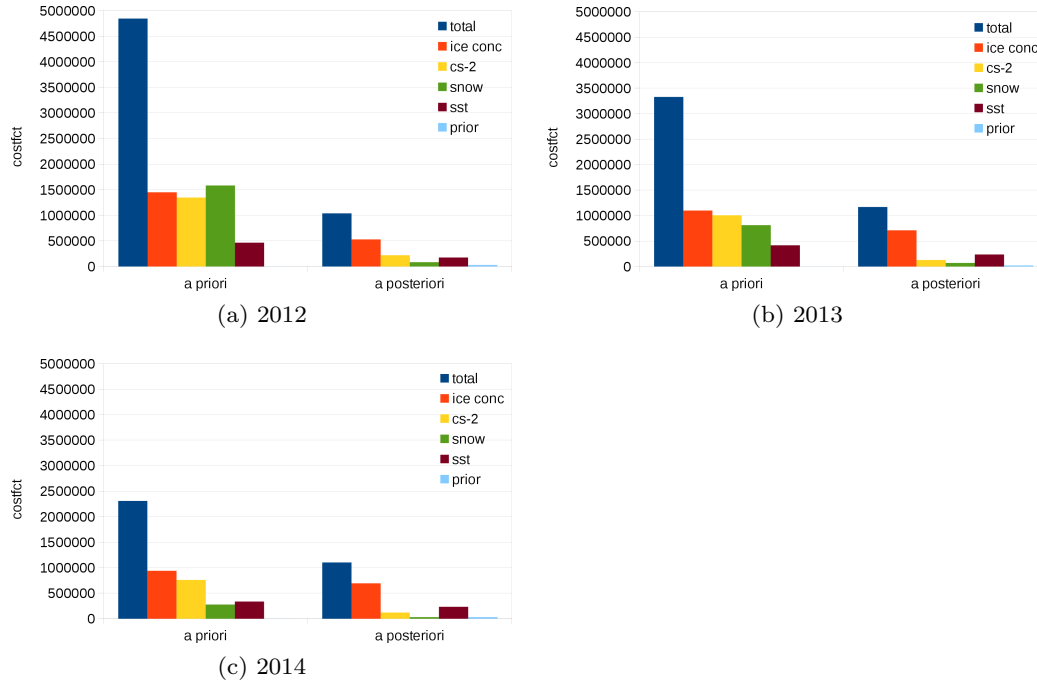 5000000
4500000
4000000
3500000
3000000
2500000
2000000
1500000
1000000
500000
0
costfct
total
ice conc
cs-2
snow
sst
prior
a priori
a posteriori
(a) 2012
5000000
4500000
4000000
3500000
3000000
2500000
2000000
1500000
1000000
500000
0
costfct
total
ice conc
cs-2
snow
sst
prior
a priori
a posteriori
(b) 2013
5000000
4500000
4000000
3500000
3000000
2500000
2000000
1500000
1000000
500000
0
costfct
total
ice conc
cs-2
snow
sst
prior
a priori
a posteriori
(c) 2014